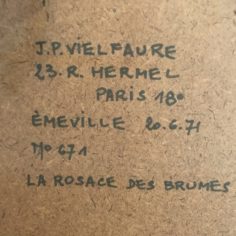 J.P. VIELFAURE
23. R. HERMEL
PARIS 18e
ÉMEVILLE 20.6.71
No 671
LA ROSACE DES BRUMES